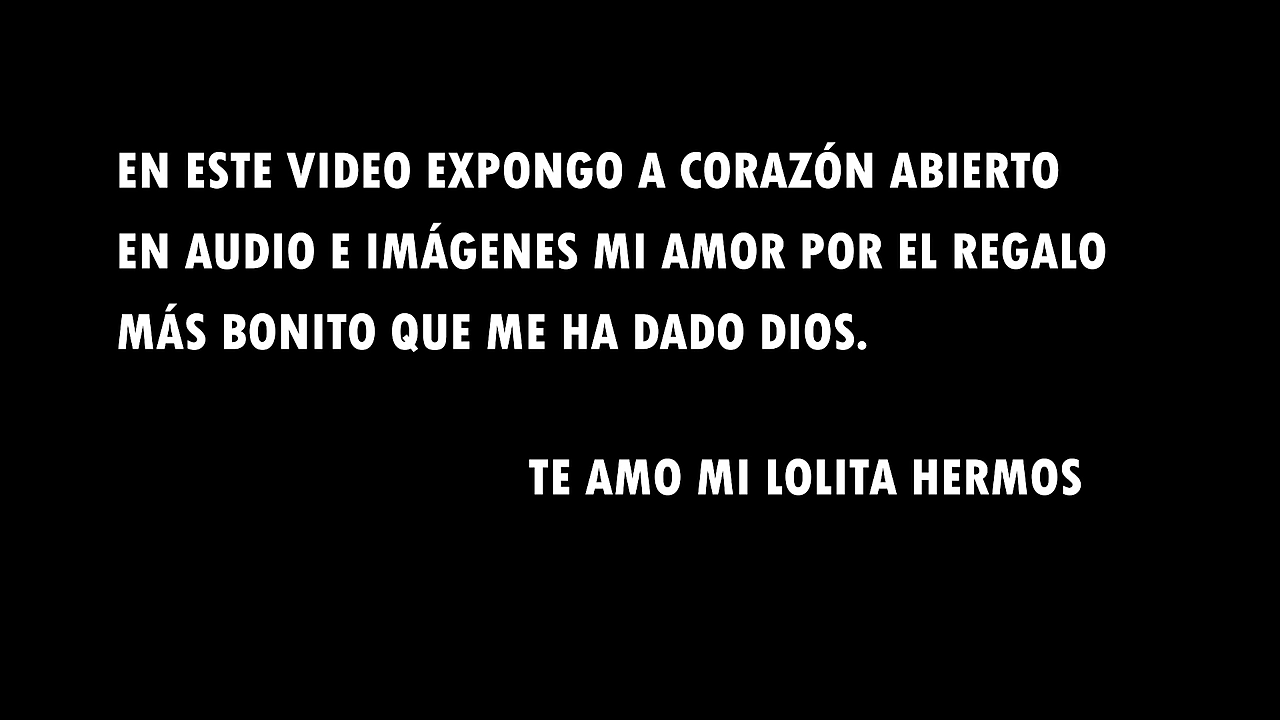 EN ESTE VIDEO EXPONGO A CORAZÓN ABIERTO
EN AUDIO E IMÁGENES MI AMOR POR EL REGALO
MÁS BONITO QUE ME HA DADO DIOS.
TE AMO MI LOLITA HERMOS